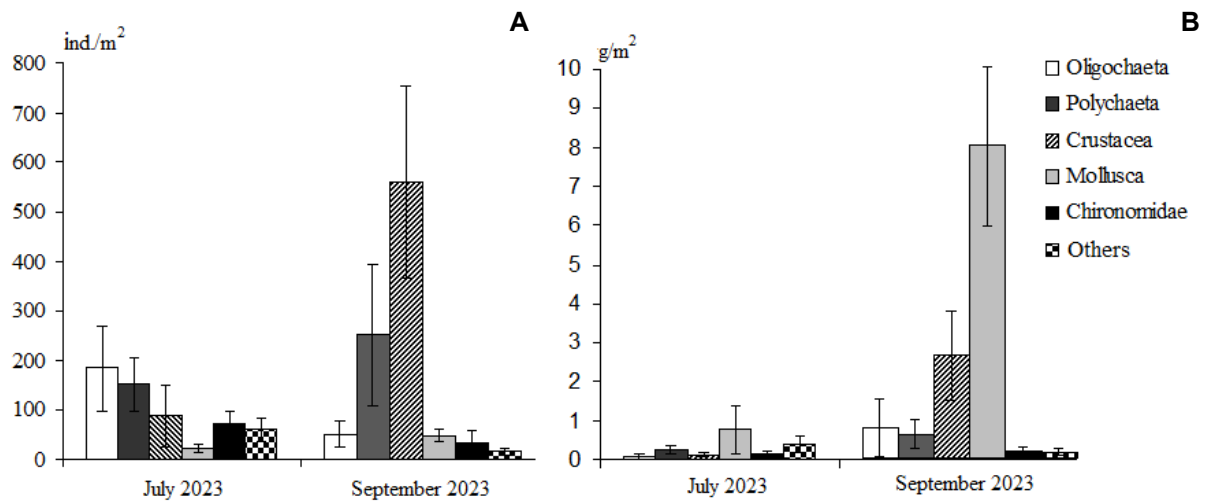 A
ind./m²
800
700
600
500
400
300
200
100
0
July 2023 September 2023
B
g/m²
10
9
8
7
6
5
4
3
2
1
0
July 2023 September 2023
Oligochaeta
Polychaeta
Crustacea
Mollusca
Chironomidae
Others